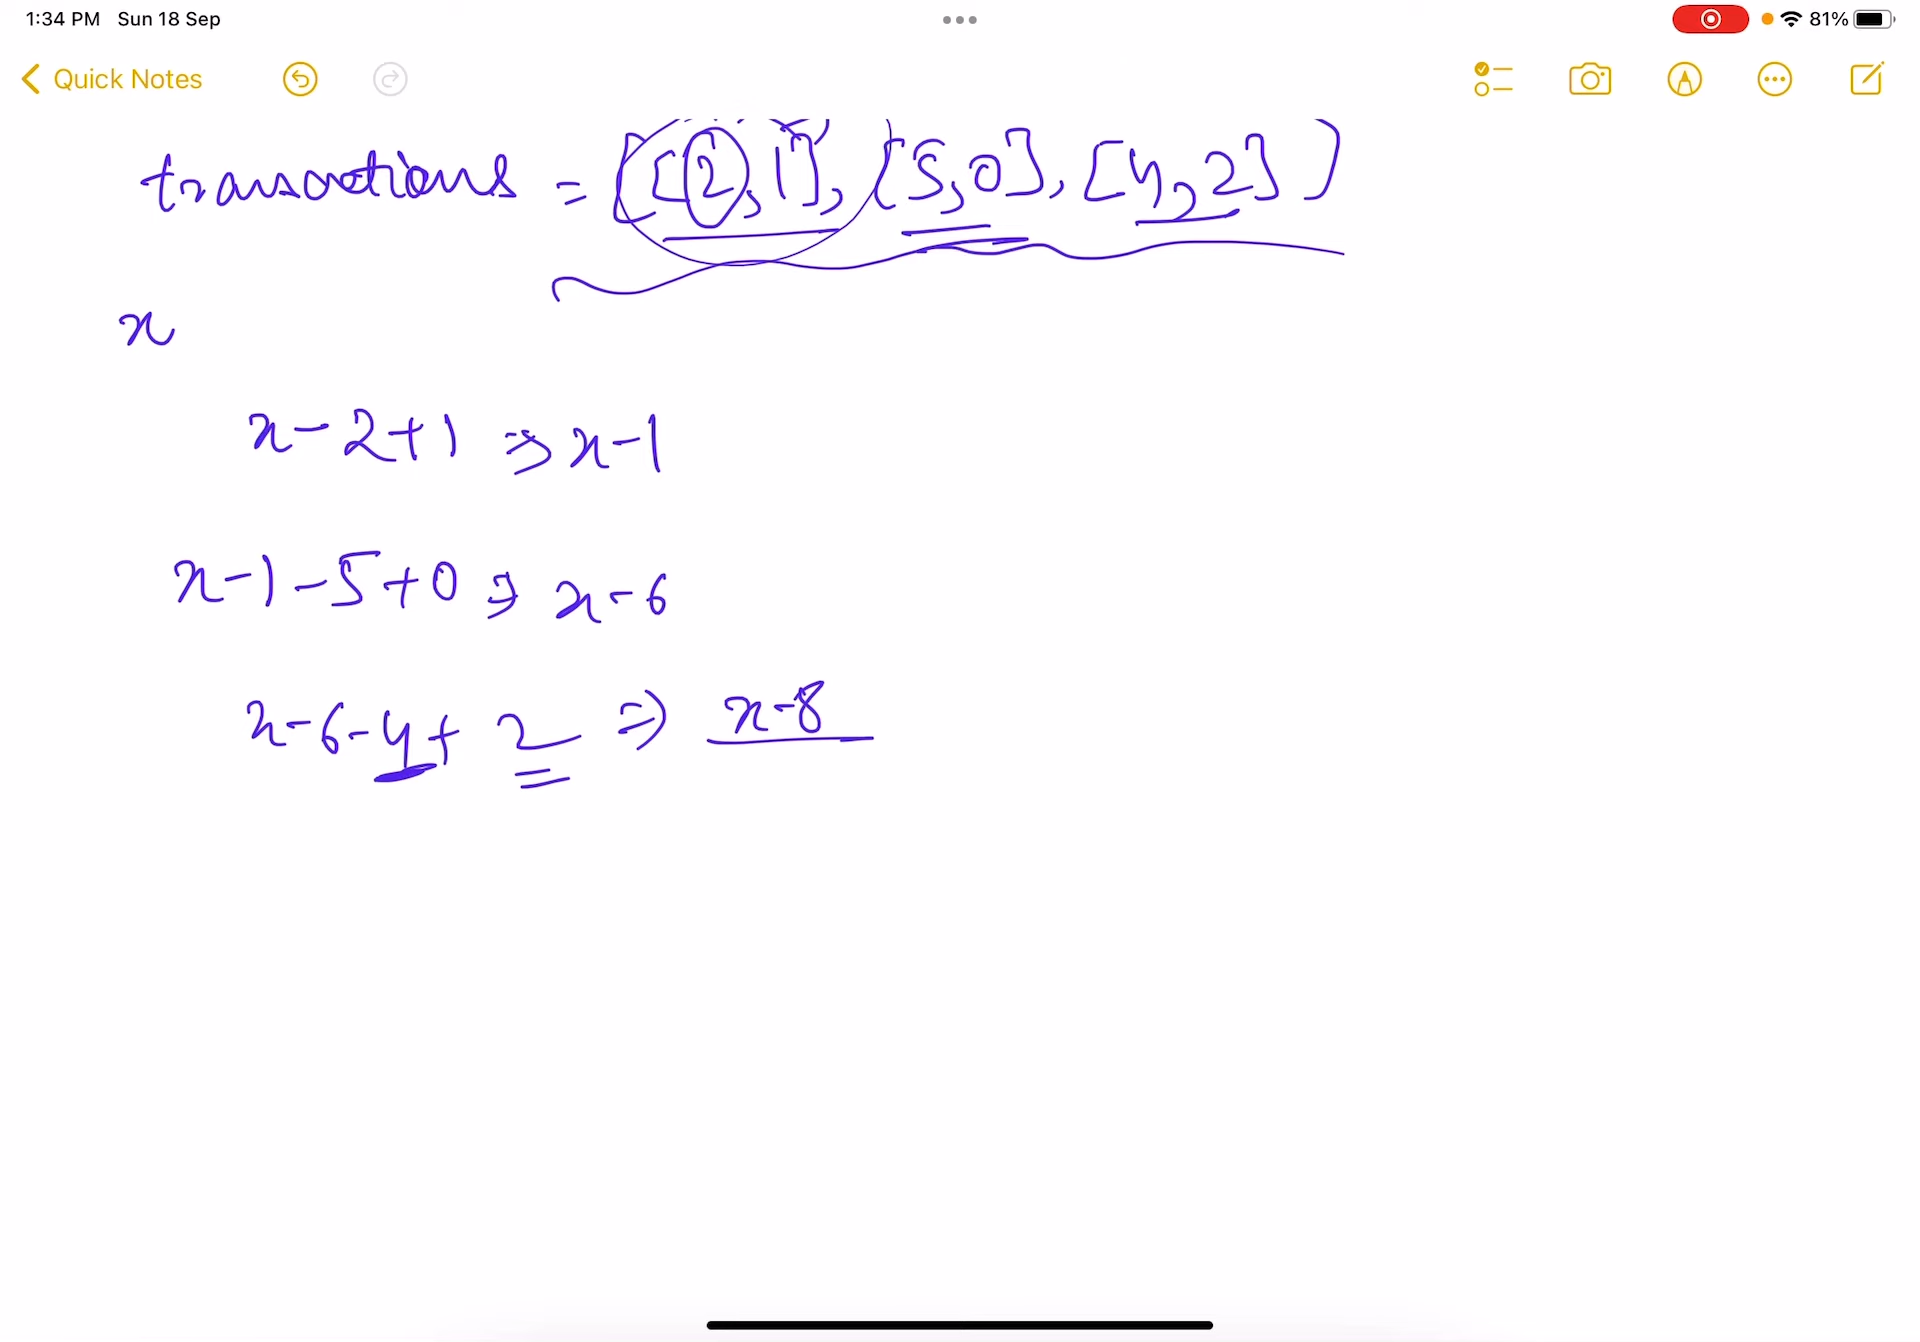 1:34 PM Sun 18 Sep
81%
Quick Notes
transactions = [[2,1],[5,0],[4,2]]
x
x-2+1 ⇒ x-1
x-1-5+0 ⇒ x-6
x-6-4+2 ⇒ x-8